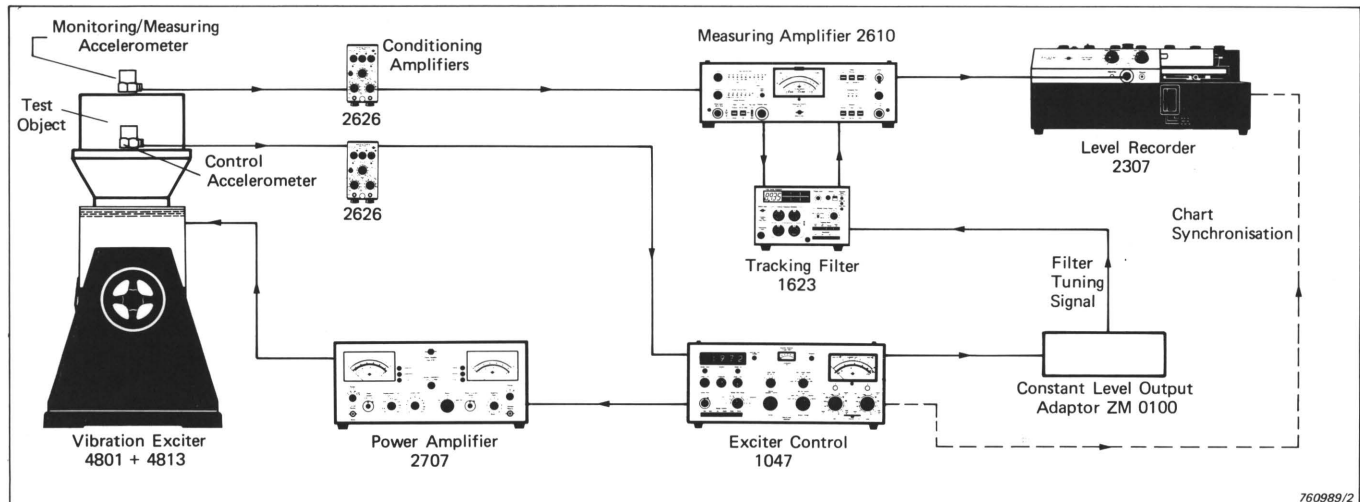 Monitoring/Measuring
Accelerometer
Conditioning
Amplifiers
Measuring Amplifier 2610
Test
Object
2626
Control
Accelerometer
2626
Level Recorder
2307
Chart
Synchronisation
Tracking Filter
1623
Filter
Tuning
Signal
1972
Constant Level Output
Adaptor ZM 0100
Vibration Exciter
4801 + 4813
Power Amplifier
2707
Exciter Control
1047
760989/2